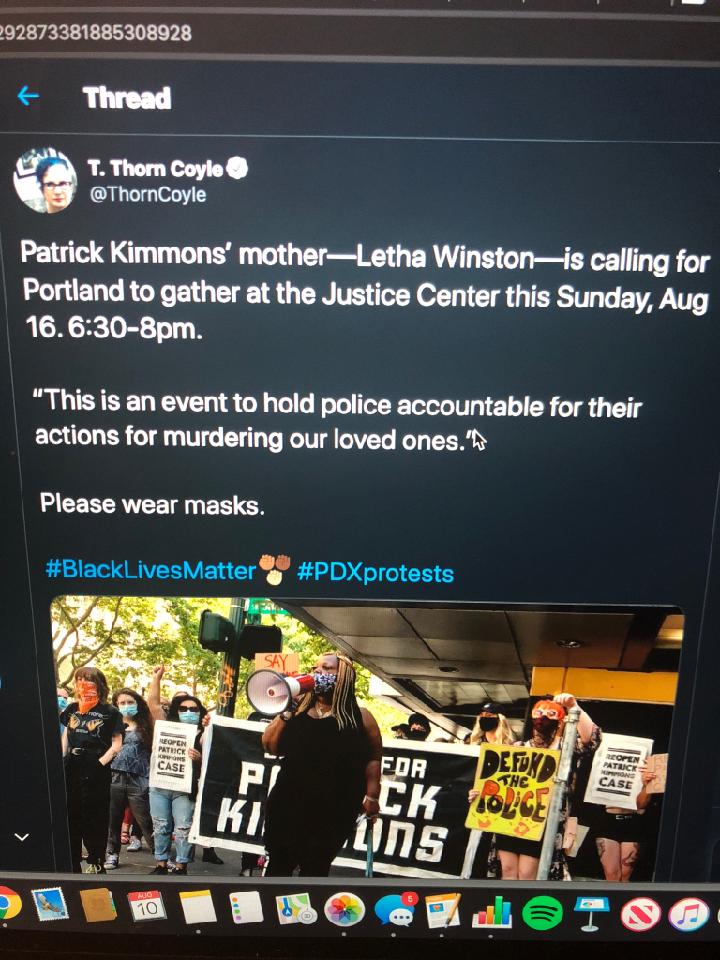 292873381885308928
Thread
T. Thorn Coyle
@ThornCoyle
Patrick Kimmons' mother—Letha Winston—is calling for
Portland to gather at the Justice Center this Sunday, Aug
16. 6:30-8pm.
"This is an event to hold police accountable for their
actions for murdering our loved ones."
Please wear masks.
#BlackLivesMatter #PDXprotests
SAY
REOPEN
PATRICK
KIMMONS
CASE
FOR
P CK
KI ONS
DEFUND
THE
POLICE
REOPEN
PATRICK
KIMMONS
CASE
AUG
10
5